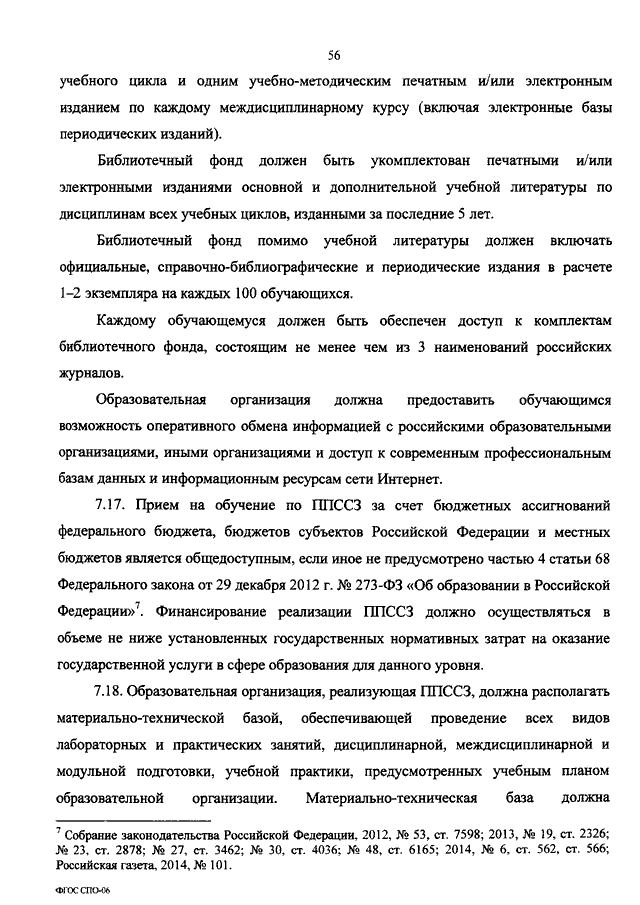 56
учебного цикла и одним учебно-методическим печатным и/или электронным
изданием по каждому междисциплинарному курсу (включая электронные базы
периодических изданий).
Библиотечный фонд должен быть укомплектован печатными и/или
электронными изданиями основной и дополнительной учебной литературы по
дисциплинам всех учебных циклов, изданными за последние 5 лет.
Библиотечный фонд помимо учебной литературы должен включать
официальные, справочно-библиографические и периодические издания в расчете
1–2 экземпляра на каждых 100 обучающихся.
Каждому обучающемуся должен быть обеспечен доступ к комплектам
библиотечного фонда, состоящим не менее чем из 3 наименований российских
журналов.
Образовательная организация должна предоставить обучающимся
возможность оперативного обмена информацией с российскими образовательными
организациями, иными организациями и доступ к современным профессиональным
базам данных и информационным ресурсам сети Интернет.
7.17. Прием на обучение по ППССЗ за счет бюджетных ассигнований
федерального бюджета, бюджетов субъектов Российской Федерации и местных
бюджетов является общедоступным, если иное не предусмотрено частью 4 статьи 68
Федерального закона от 29 декабря 2012 г. № 273-ФЗ «Об образовании в Российской
Федерации»⁷. Финансирование реализации ППССЗ должно осуществляться в
объеме не ниже установленных государственных нормативных затрат на оказание
государственной услуги в сфере образования для данного уровня.
7.18. Образовательная организация, реализующая ППССЗ, должна располагать
материально-технической базой, обеспечивающей проведение всех видов
лабораторных и практических занятий, дисциплинарной, междисциплинарной и
модульной подготовки, учебной практики, предусмотренных учебным планом
образовательной организации. Материально-техническая база должна
⁷ Собрание законодательства Российской Федерации, 2012, № 53, ст. 7598; 2013, № 19, ст. 2326;
№ 23, ст. 2878; № 27, ст. 3462; № 30, ст. 4036; № 48, ст. 6165; 2014, № 6, ст. 562, ст. 566;
Российская газета, 2014, № 101.
ФГОС СПО-06